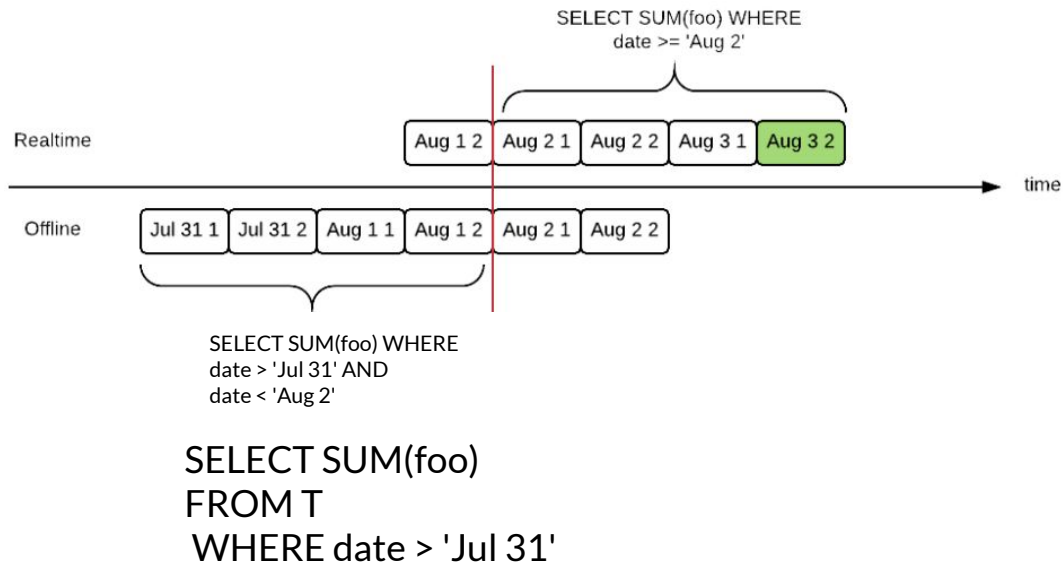 SELECT SUM(foo) WHERE
date >= 'Aug 2'
Realtime
Aug 1 2
Aug 2 1
Aug 2 2
Aug 3 1
Aug 3 2
time
Offline
Jul 31 1
Jul 31 2
Aug 1 1
Aug 1 2
Aug 2 1
Aug 2 2
SELECT SUM(foo) WHERE
date > 'Jul 31' AND
date < 'Aug 2'
SELECT SUM(foo)
FROM T
WHERE date > 'Jul 31'